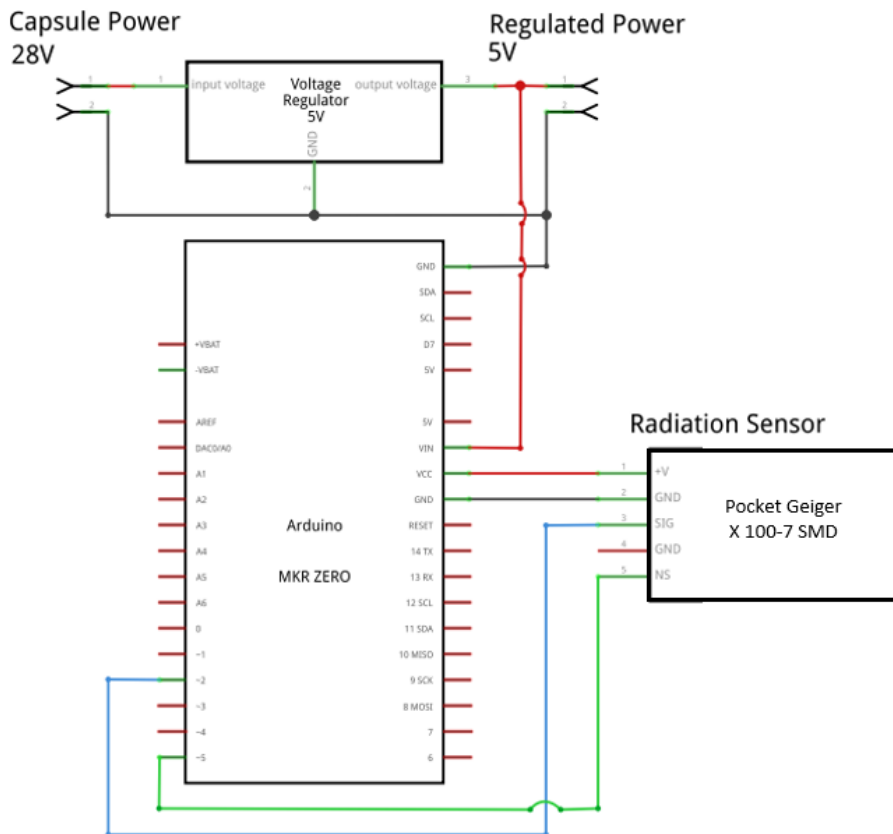 Capsule Power
28V
Regulated Power
5V
1
1
input voltage
Voltage
Regulator
5V
output voltage
3
1
2
GND
2
2
GND
SDA
SCL
+VBAT
D7
-VBAT
5V
AREF
5V
DAC0/A0
VIN
A1
VCC
A2
GND
A3
RESET
A4
14 TX
A5
13 RX
A6
12 SCL
0
11 SDA
~1
10 MISO
~2
9 SCK
~3
8 MOSI
~4
7
~5
6
Arduino
MKR ZERO
Radiation Sensor
1
+V
2
GND
3
SIG
4
GND
5
NS
Pocket Geiger
X 100-7 SMD